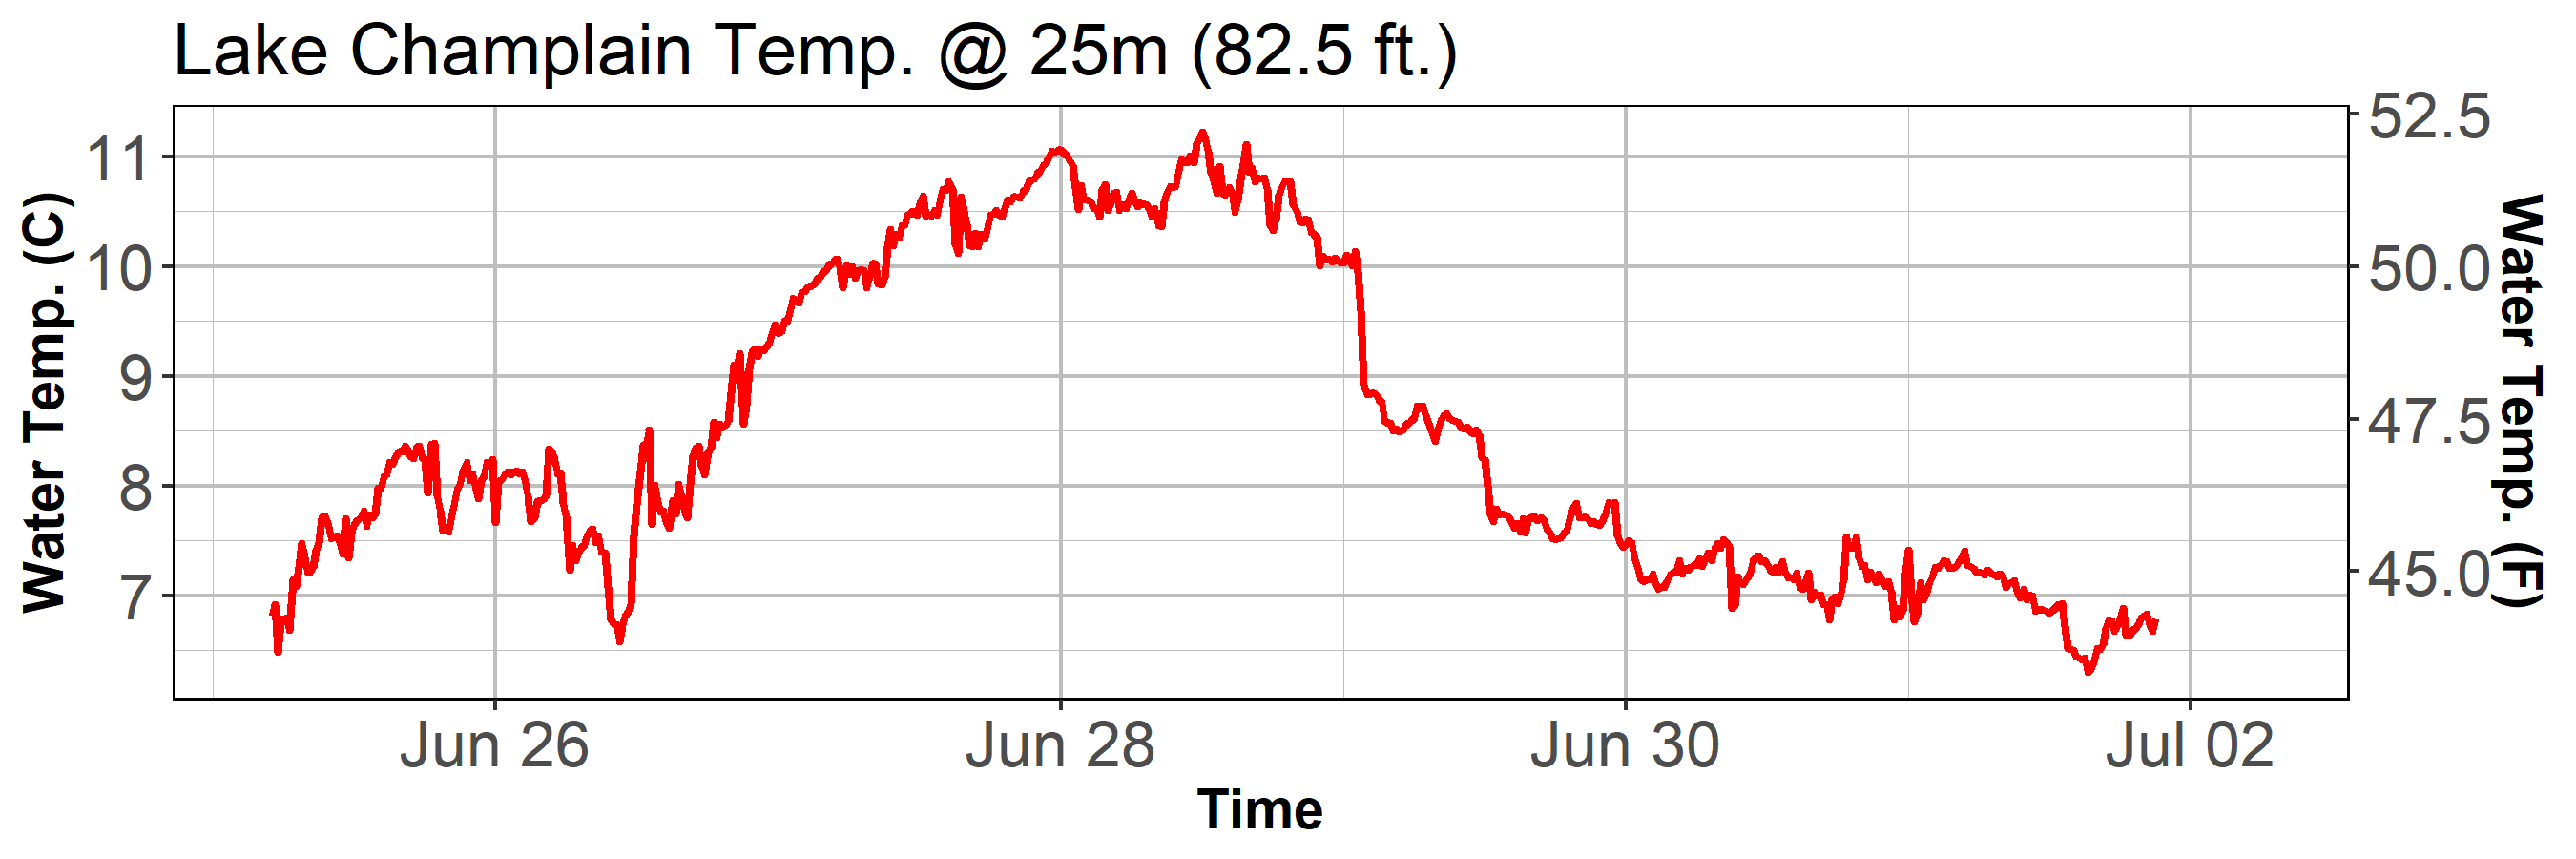 Lake Champlain Temp. @ 25m (82.5 ft.)
Water Temp. (C)
11
10
9
8
7
52.5
50.0
47.5
45.0
Water Temp. (F)
Jun 26
Jun 28
Jun 30
Jul 02
Time